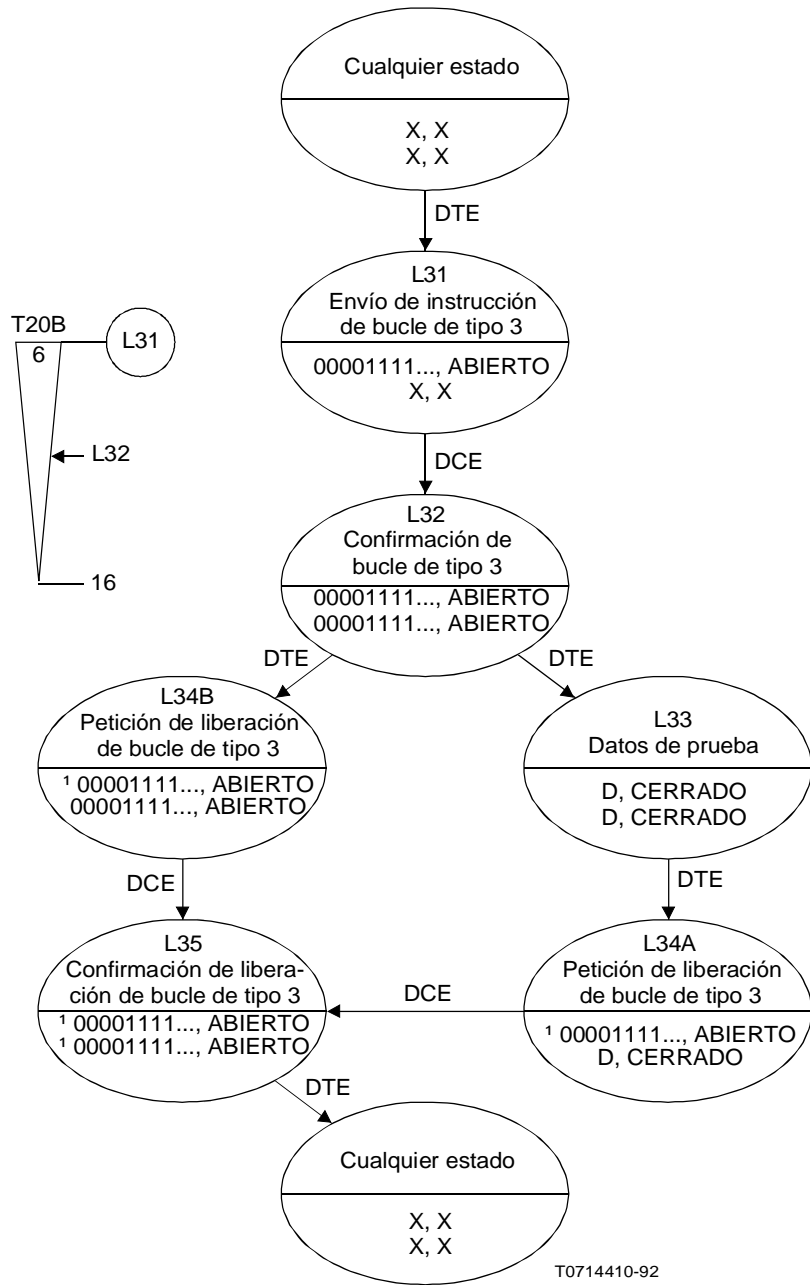 Cualquier estado
X, X
X, X
DTE
L31
Envío de instrucción
de bucle de tipo 3
00001111..., ABIERTO
X, X
T20B
6
L31
L32
16
DCE
L32
Confirmación de
bucle de tipo 3
00001111..., ABIERTO
00001111..., ABIERTO
DTE
DTE
L34B
Petición de liberación
de bucle de tipo 3
¹ 00001111..., ABIERTO
00001111..., ABIERTO
L33
Datos de prueba
D, CERRADO
D, CERRADO
DCE
DTE
L35
Confirmación de libera-
ción de bucle de tipo 3
¹ 00001111..., ABIERTO
¹ 00001111..., ABIERTO
DCE
L34A
Petición de liberación
de bucle de tipo 3
¹ 00001111..., ABIERTO
D, CERRADO
DTE
Cualquier estado
X, X
X, X
T0714410-92